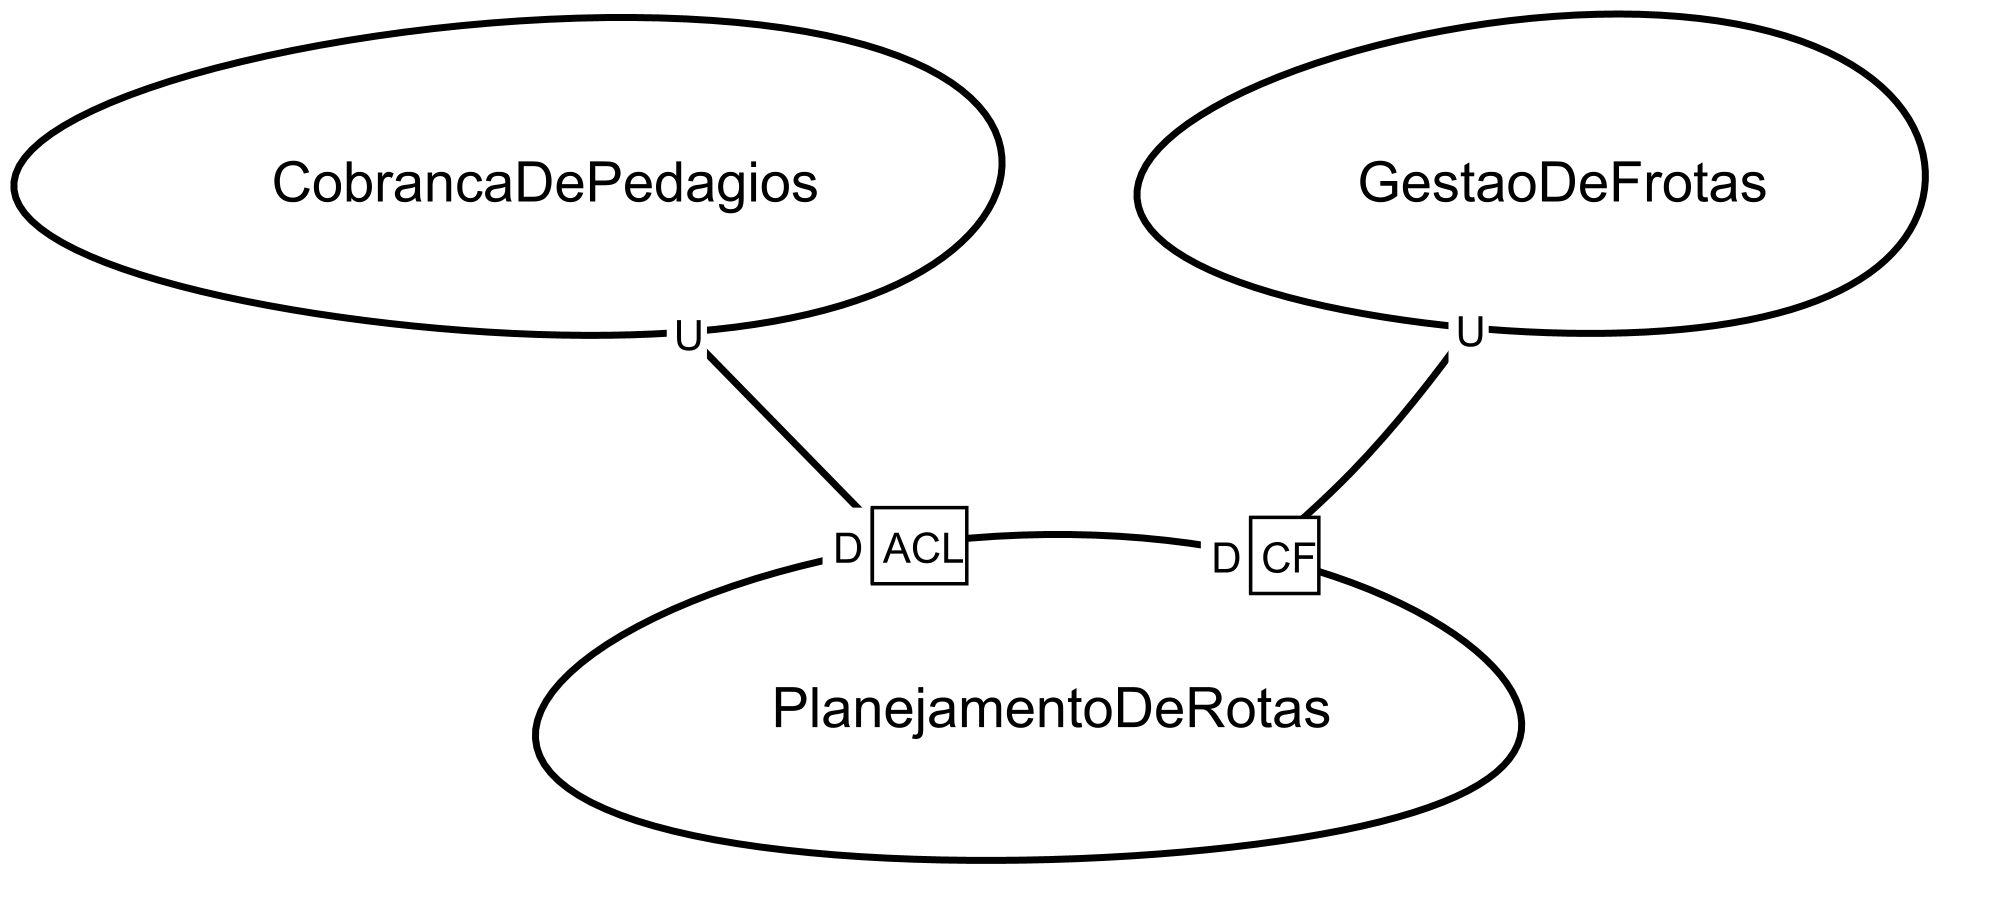 CobrancaDePedagios
GestaoDeFrotas
U
U
D ACL
D CF
PlanejamentoDeRotas